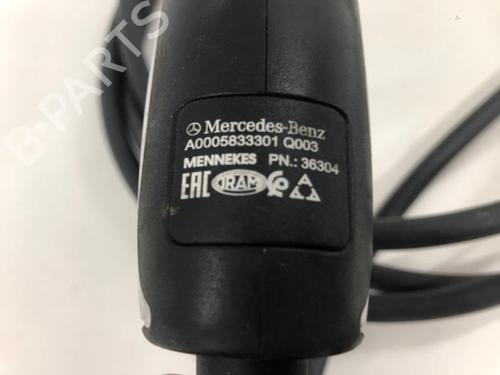 Mercedes-Benz
A0005833301 Q003
MENNEKES PN.: 36304
EAC IRAM
B-Parts